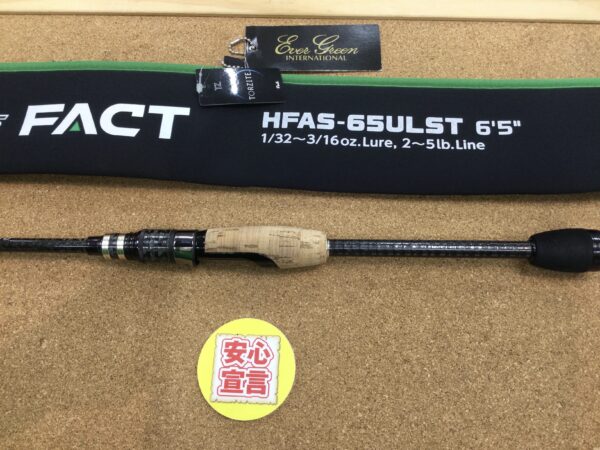 Ever Green
INTERNATIONAL
TZ
TORZITE
FACT
HFAS-65ULST 6'5"
1/32～3/16oz.Lure, 2～5lb.Line
安心
宣言